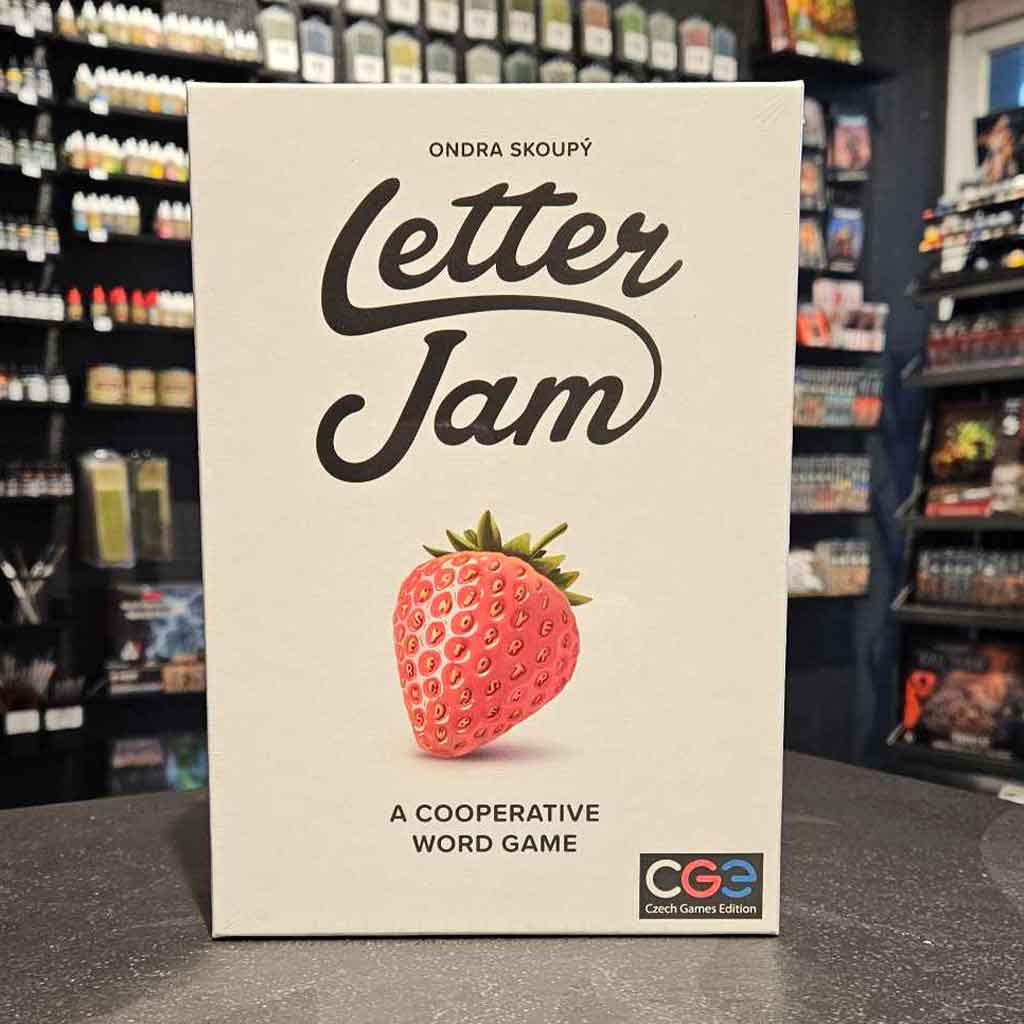 ONDRA SKOUPÝ
Letter
Jam
A COOPERATIVE
WORD GAME
CGE
Czech Games Edition